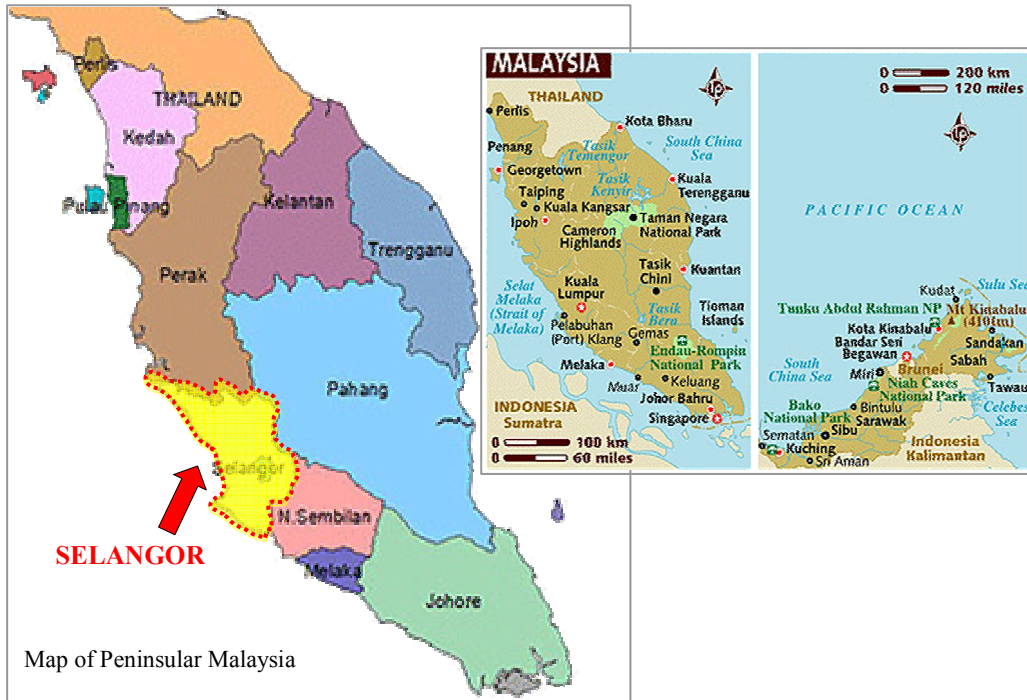 Perlis
THAILAND
Kedah
Pulau Pinang
Kelantan
Trengganu
Perak
Pahang
Selangor
N.Sembilan
SELANGOR
Melaka
Johore
Map of Peninsular Malaysia
MALAYSIA
THAILAND
Perlis
Kota Bharu
Penang
Tasik
Temengor
South China
Sea
Georgetown
Tasik
Kenyir
Kuala
Terengganu
Taiping
Kuala Kangsar
Ipoh
Taman Negara
National Park
Cameron
Highlands
Kuantan
Tasik
Chini
Selat
Melaka
(Strait of
Melaka)
Kuala
Lumpur
Tasik
Bera
Tioman
Islands
Pelabuhan
(Port) Klang
Gemas
Endau-Rompin
National Park
Melaka
Muar
Keluang
Johor Bahru
Singapore
INDONESIA
Sumatra
0 100 km
0 60 miles
0 200 km
0 120 miles
PACIFIC OCEAN
Sulu Sea
Kudat
Tunku Abdul Rahman NP
Mt Kinabalu
(4101m)
Kota Kinabalu
Bandar Seri
Begawan
Sandakan
Sabah
Brunei
South
China Sea
Miri
Niah Caves
National Park
Tawau
Celebes
Sea
Bako
National Park
Bintulu
Sarawak
Sibu
Sematan
Kuching
Sri Aman
Indonesia
Kalimantan